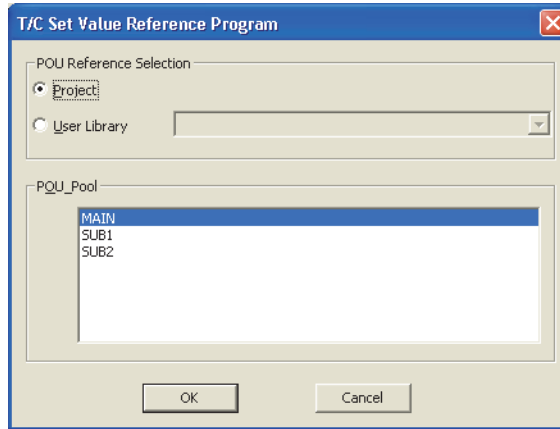 T/C Set Value Reference Program
POU Reference Selection
Project
User Library
POU_Pool
MAIN
SUB1
SUB2
OK
Cancel